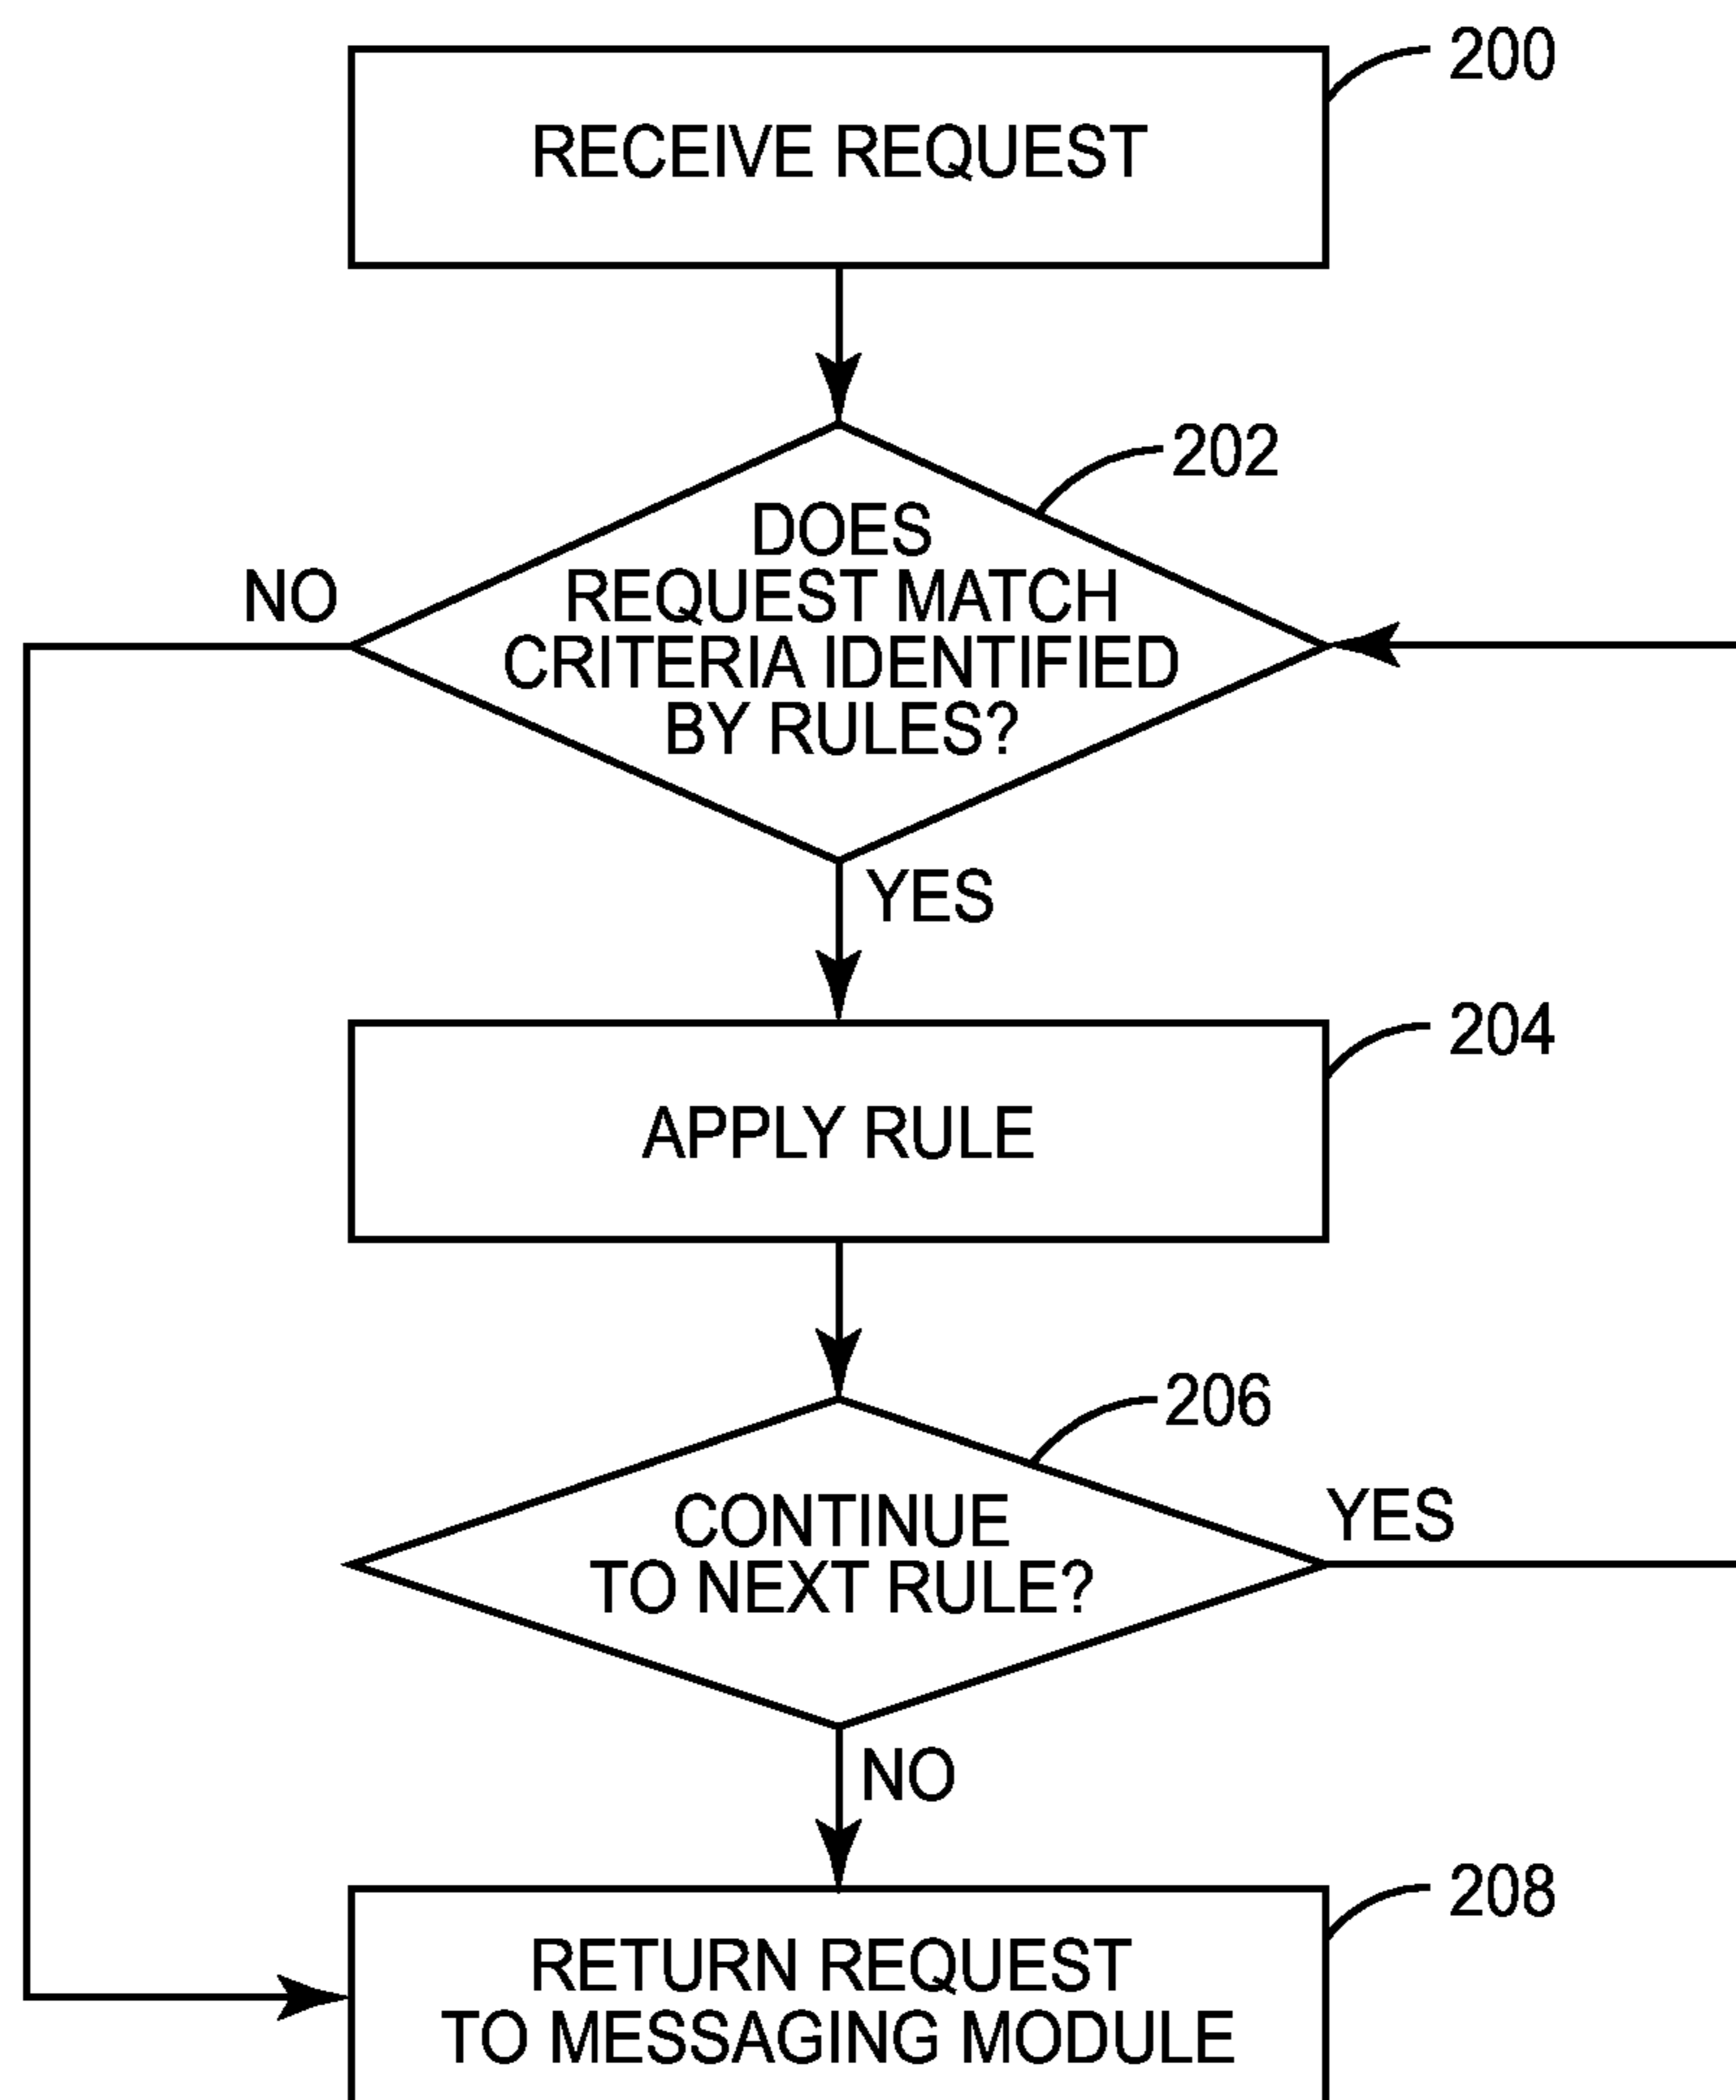 200
RECEIVE REQUEST
202
DOES
REQUEST MATCH
CRITERIA IDENTIFIED
BY RULES?
NO
YES
204
APPLY RULE
206
CONTINUE
TO NEXT RULE?
YES
NO
208
RETURN REQUEST
TO MESSAGING MODULE